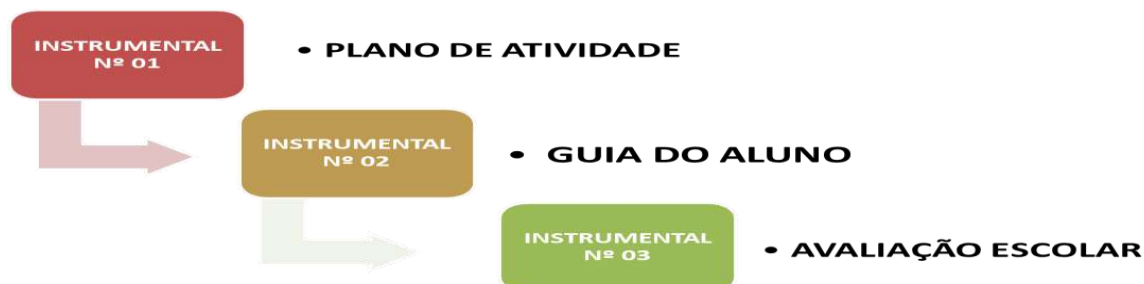 INSTRUMENTAL
Nº 01
• PLANO DE ATIVIDADE
INSTRUMENTAL
Nº 02
• GUIA DO ALUNO
INSTRUMENTAL
Nº 03
• AVALIAÇÃO ESCOLAR